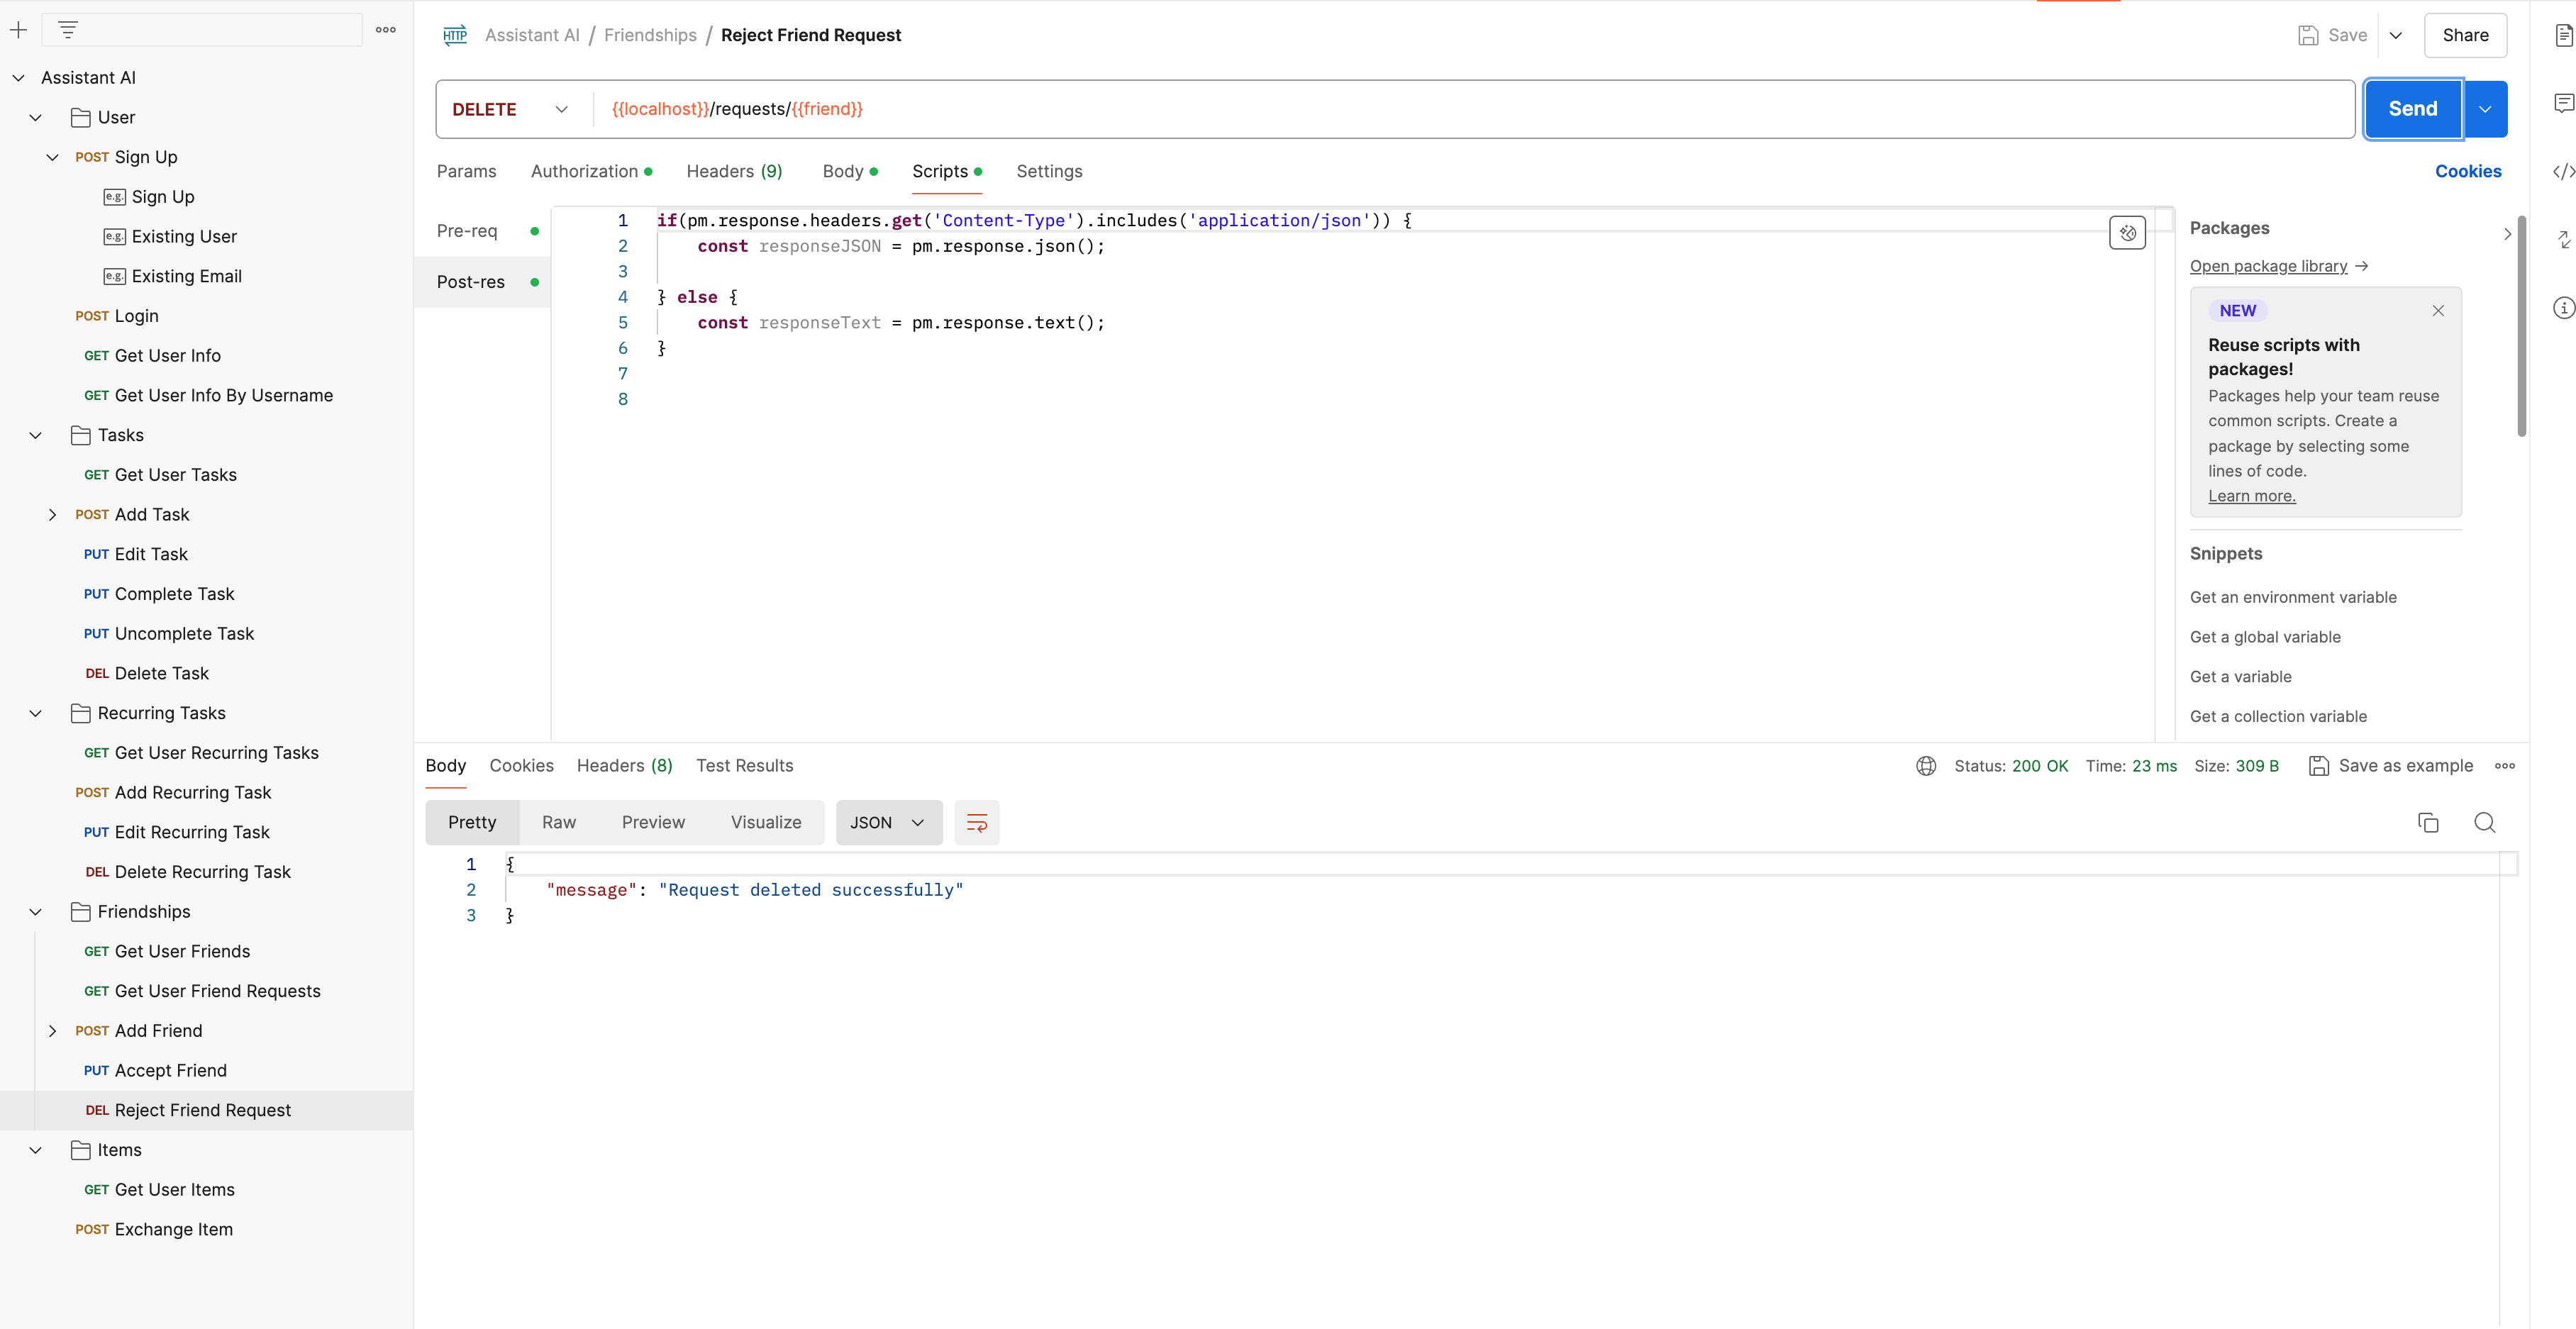 Assistant AI
User
POST Sign Up
e.g. Sign Up
e.g. Existing User
e.g. Existing Email
POST Login
GET Get User Info
GET Get User Info By Username
Tasks
GET Get User Tasks
POST Add Task
PUT Edit Task
PUT Complete Task
PUT Uncomplete Task
DEL Delete Task
Recurring Tasks
GET Get User Recurring Tasks
POST Add Recurring Task
PUT Edit Recurring Task
DEL Delete Recurring Task
Friendships
GET Get User Friends
GET Get User Friend Requests
POST Add Friend
PUT Accept Friend
DEL Reject Friend Request
Items
GET Get User Items
POST Exchange Item
HTTP Assistant AI / Friendships / Reject Friend Request
Save Share
DELETE {{localhost}}/requests/{{friend}} Send
Params Authorization Headers (9) Body Scripts Settings Cookies
Pre-req
Post-res
1 if(pm.response.headers.get('Content-Type').includes('application/json')) {
2 const responseJSON = pm.response.json();
3
4 } else {
5 const responseText = pm.response.text();
6 }
7
8
Packages
Open package library →
NEW
Reuse scripts with
packages!
Packages help your team reuse
common scripts. Create a
package by selecting some
lines of code.
Learn more.
Snippets
Get an environment variable
Get a global variable
Get a variable
Get a collection variable
Body Cookies Headers (8) Test Results Status: 200 OK Time: 23 ms Size: 309 B Save as example
Pretty Raw Preview Visualize JSON
1 {
2 "message": "Request deleted successfully"
3 }